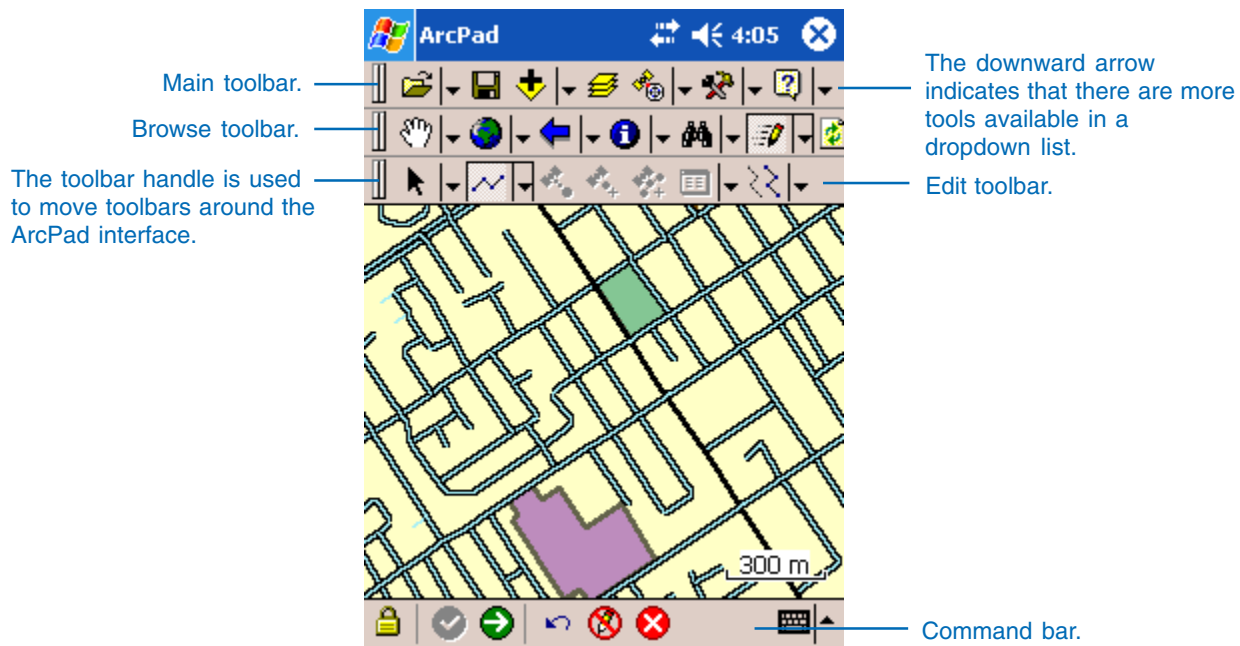 ArcPad
4:05
Main toolbar.
Browse toolbar.
The toolbar handle is used
to move toolbars around the
ArcPad interface.
The downward arrow
indicates that there are more
tools available in a
dropdown list.
Edit toolbar.
300 m
Command bar.